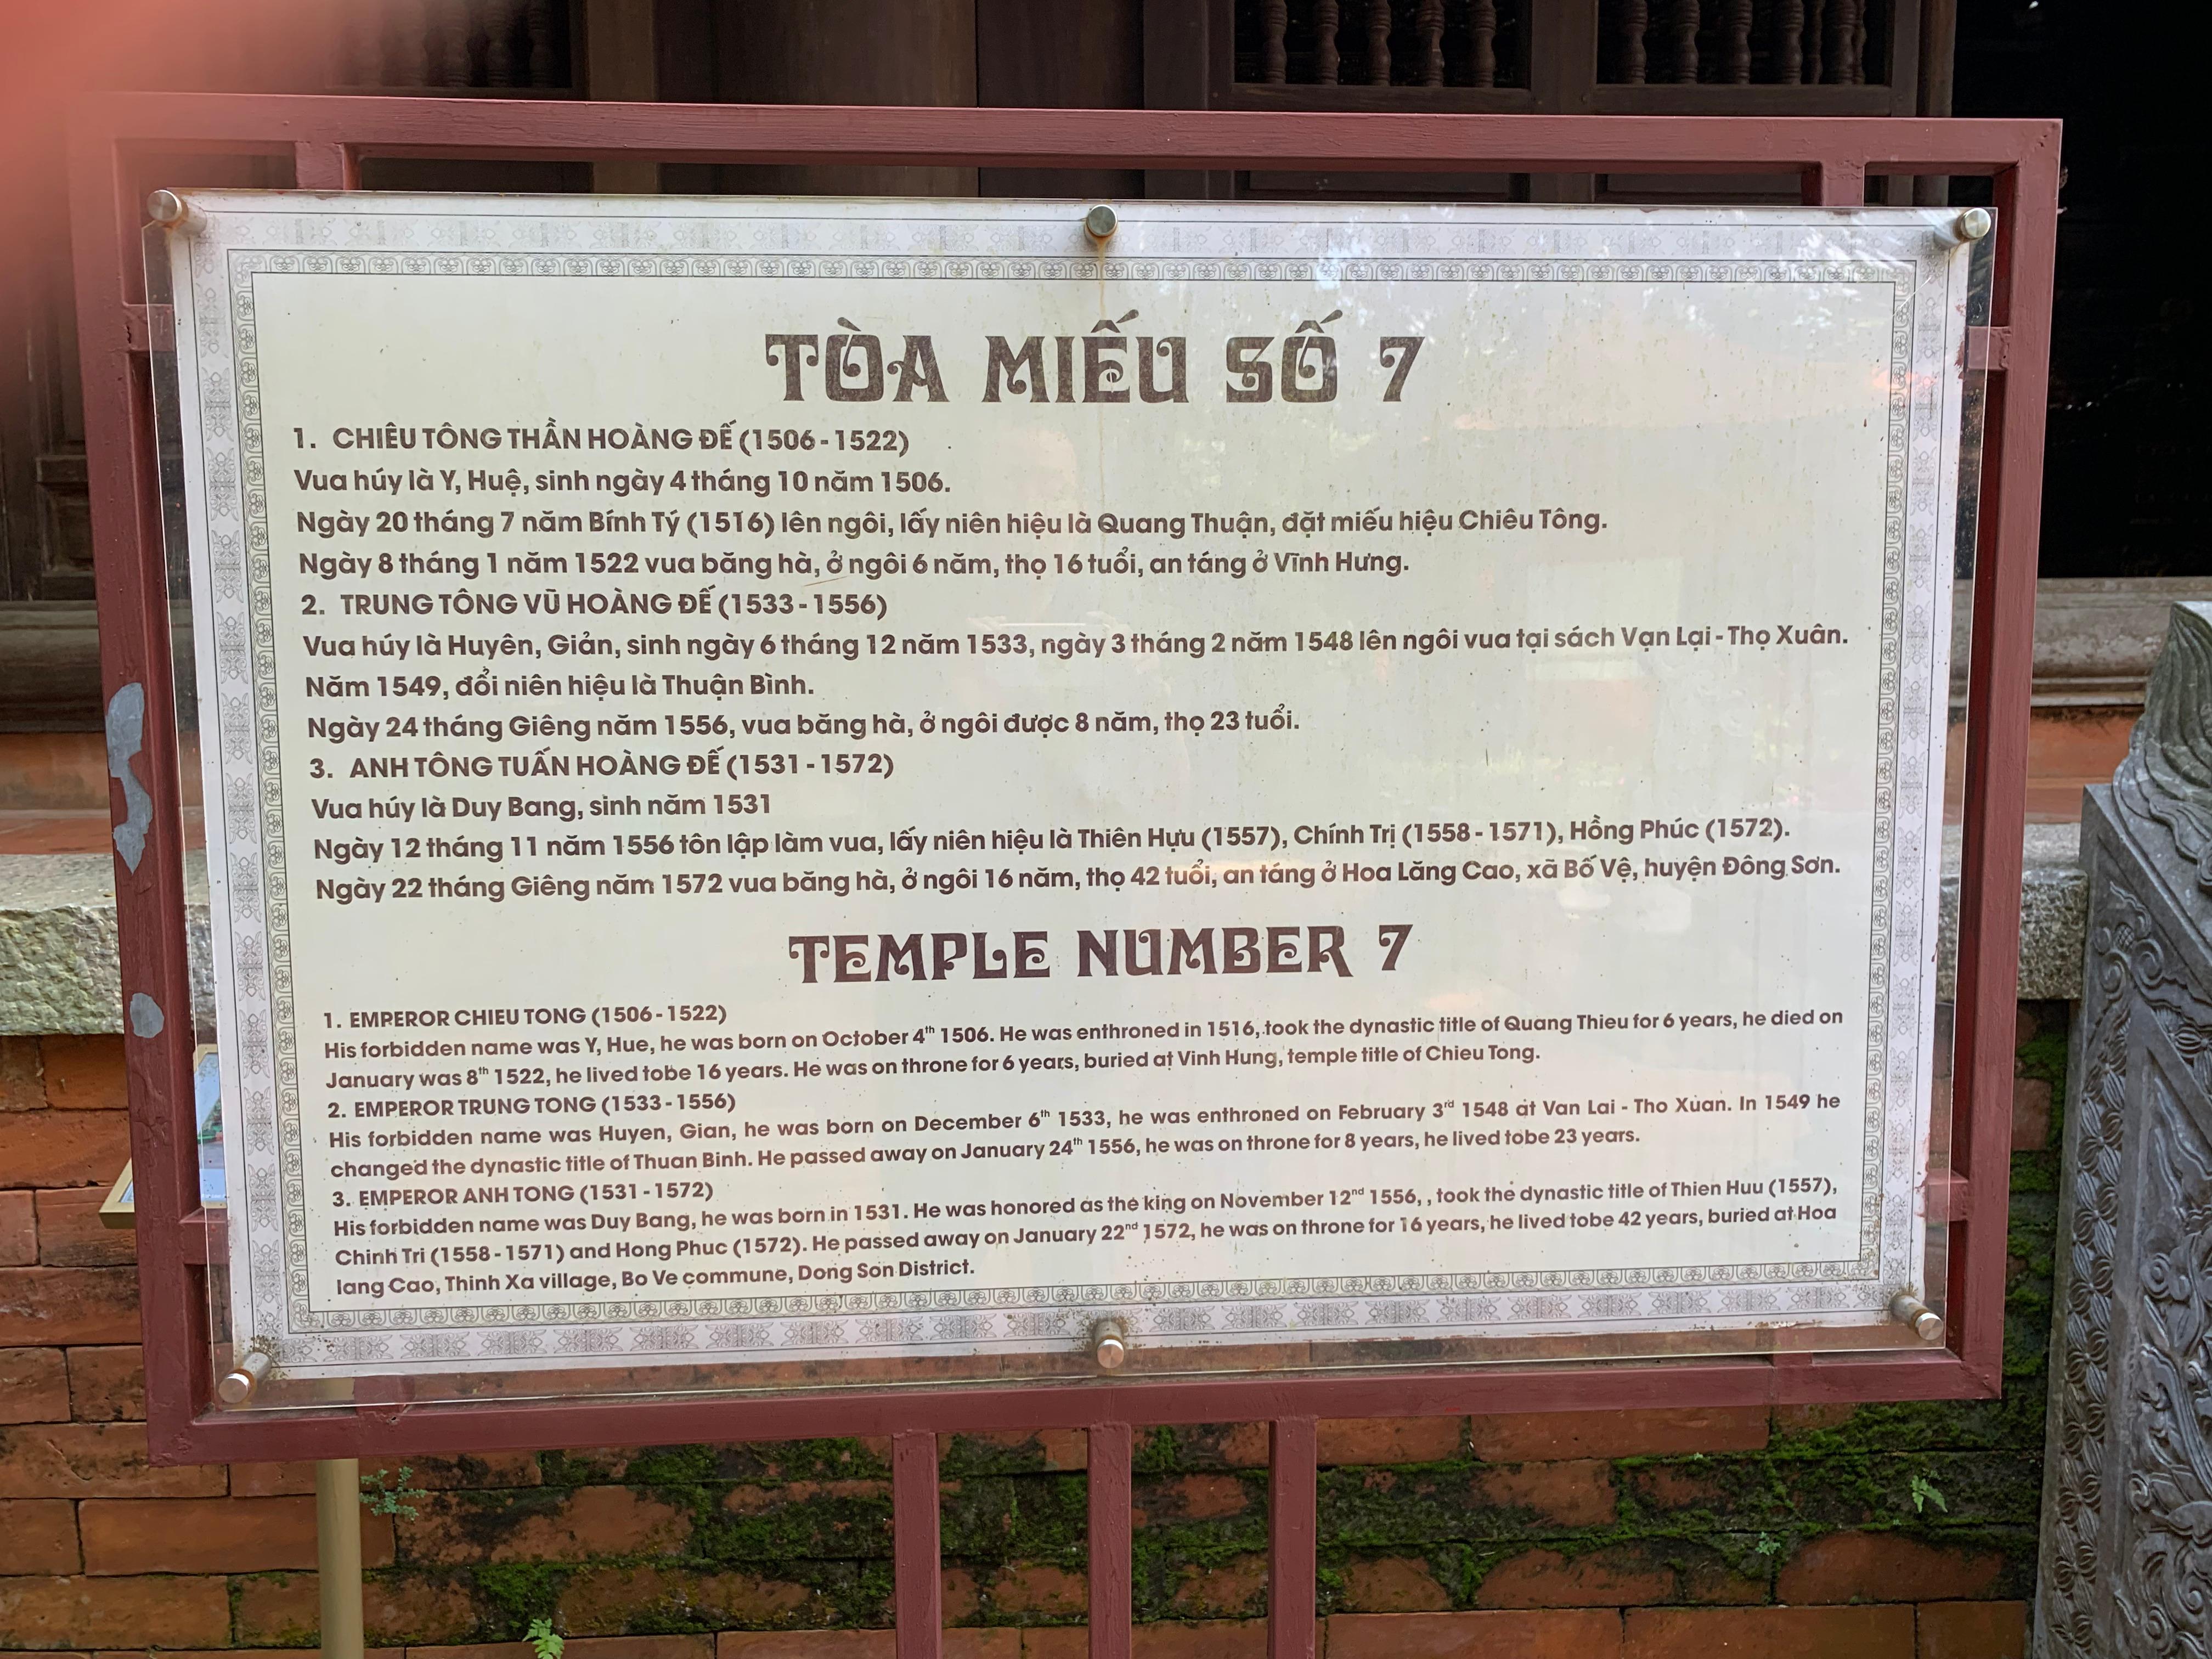 TÒA MIẾU SỐ 7
1. CHIÊU TÔNG THẦN HOÀNG ĐẾ (1506 - 1522)
Vua húy là Y, Huệ, sinh ngày 4 tháng 10 năm 1506.
Ngày 20 tháng 7 năm Bính Tý (1516) lên ngôi, lấy niên hiệu là Quang Thuận, đặt miếu hiệu Chiêu Tông.
Ngày 8 tháng 1 năm 1522 vua băng hà, ở ngôi 6 năm, thọ 16 tuổi, an táng ở Vĩnh Hưng.
2. TRUNG TÔNG VŨ HOÀNG ĐẾ (1533 - 1556)
Vua húy là Huyên, Giản, sinh ngày 6 tháng 12 năm 1533, ngày 3 tháng 2 năm 1548 lên ngôi vua tại sách Vạn Lại - Thọ Xuân.
Năm 1549, đổi niên hiệu là Thuận Bình.
Ngày 24 tháng Giêng năm 1556, vua băng hà, ở ngôi được 8 năm, thọ 23 tuổi.
3. ANH TÔNG TUẤN HOÀNG ĐẾ (1531 - 1572)
Vua húy là Duy Bang, sinh năm 1531
Ngày 12 tháng 11 năm 1556 tôn lập làm vua, lấy niên hiệu là Thiên Hựu (1557), Chính Trị (1558 - 1571), Hồng Phúc (1572).
Ngày 22 tháng Giêng năm 1572 vua băng hà, ở ngôi 16 năm, thọ 42 tuổi, an táng ở Hoa Lăng Cao, xã Bố Vệ, huyện Đông Sơn.
TEMPLE NUMBER 7
1. EMPEROR CHIEU TONG (1506 - 1522)
His forbidden name was Y, Hue, he was born on October 4th 1506. He was enthroned in 1516, took the dynastic title of Quang Thieu for 6 years, he died on
January was 8th 1522, he lived tobe 16 years. He was on throne for 6 years, buried at Vinh Hung, temple title of Chieu Tong.
2. EMPEROR TRUNG TONG (1533 - 1556)
His forbidden name was Huyen, Gian, he was born on December 6th 1533, he was enthroned on February 3rd 1548 at Van Lai - Tho Xuan. In 1549 he
changed the dynastic title of Thuan Binh. He passed away on January 24th 1556, he was on throne for 8 years, he lived tobe 23 years.
3. EMPEROR ANH TONG (1531 - 1572)
His forbidden name was Duy Bang, he was born in 1531. He was honored as the king on November 12nd 1556, , took the dynastic title of Thien Huu (1557),
Chinh Tri (1558 - 1571) and Hong Phuc (1572). He passed away on January 22nd 1572, he was on throne for 16 years, he lived tobe 42 years, buried at Hoa
lang Cao, Thinh Xa village, Bo Ve commune, Dong Son District.